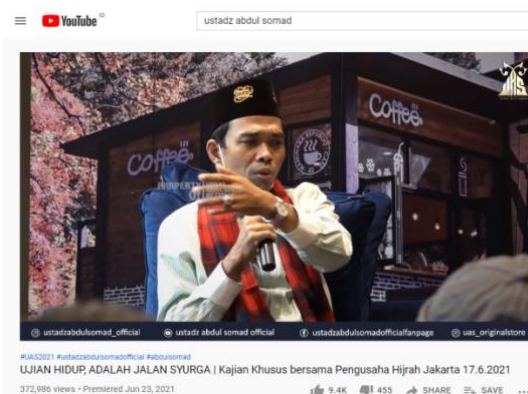 YouTube ID
ustadz abdul somad
UAS
Coffee
Coffee
ustadzabdulsomad_official
ustadz abdul somad official
ustadzabdulsomadofficialfanpage
uas_originalstore
#UAS2021 #ustadzabdulsomadofficial #abdulsomad
UJIAN HIDUP, ADALAH JALAN SYURGA | Kajian Khusus bersama Pengusaha Hijrah Jakarta 17.6.2021
372,986 views • Premiered Jun 23, 2021
9.4K
455
SHARE
SAVE